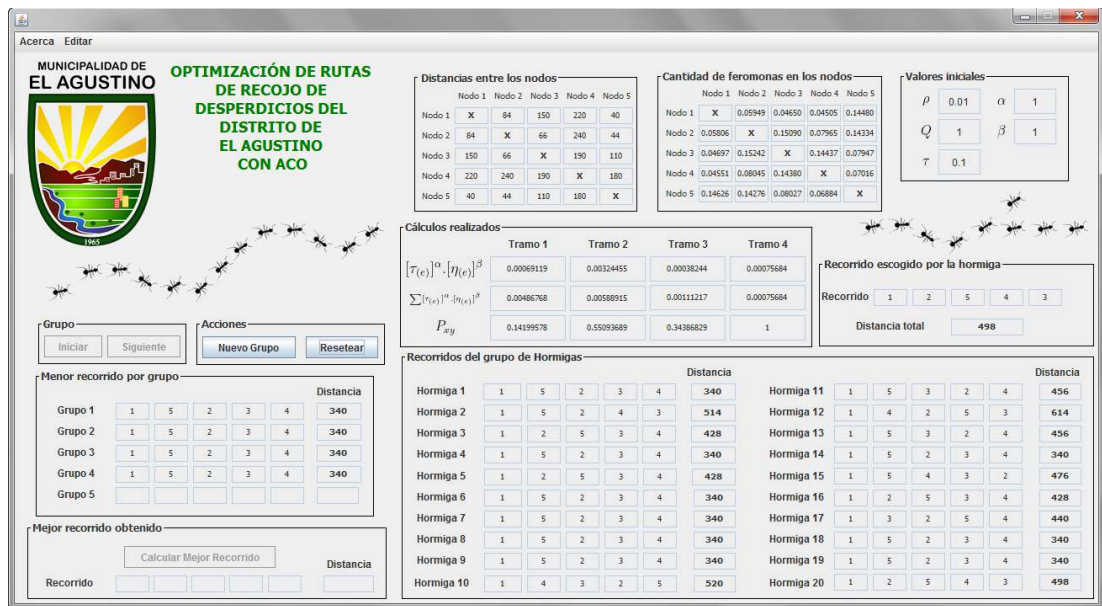 Acerca Editar
MUNICIPALIDAD DE
EL AGUSTINO
1965
OPTIMIZACIÓN DE RUTAS
DE RECOJO DE
DESPERDICIOS DEL
DISTRITO DE
EL AGUSTINO
CON ACO
Distancias entre los nodos
Nodo 1 Nodo 2 Nodo 3 Nodo 4 Nodo 5
Nodo 1 X 84 150 220 40
Nodo 2 84 X 66 240 44
Nodo 3 150 66 X 190 110
Nodo 4 220 240 190 X 180
Nodo 5 40 44 110 180 X
Cantidad de feromonas en los nodos
Nodo 1 Nodo 2 Nodo 3 Nodo 4 Nodo 5
Nodo 1 X 0.05949 0.04650 0.04505 0.14480
Nodo 2 0.05806 X 0.15090 0.07965 0.14334
Nodo 3 0.04697 0.15242 X 0.14437 0.07947
Nodo 4 0.04551 0.08045 0.14380 X 0.07016
Nodo 5 0.14626 0.14276 0.08027 0.06884 X
Valores iniciales
ρ 0.01 α 1
Q 1 β 1
τ 0.1
Cálculos realizados
Tramo 1 Tramo 2 Tramo 3 Tramo 4
[τ(e)]^α.[η(e)]^β 0.00069119 0.00324455 0.00038244 0.00075684
∑[τ(e)]^α.[η(e)]^β 0.00486768 0.00588915 0.00111217 0.00075684
Pxy 0.14199578 0.55093689 0.34386829 1
Recorrido escogido por la hormiga
Recorrido 1 2 5 4 3
Distancia total 498
Grupo
Iniciar Siguiente
Acciones
Nuevo Grupo Resetear
Menor recorrido por grupo
Distancia
Grupo 1 1 5 2 3 4 340
Grupo 2 1 5 2 3 4 340
Grupo 3 1 5 2 3 4 340
Grupo 4 1 5 2 3 4 340
Grupo 5
Mejor recorrido obtenido
Calcular Mejor Recorrido
Distancia
Recorrido
Recorridos del grupo de Hormigas
Distancia
Hormiga 1 1 5 2 3 4 340
Hormiga 2 1 5 2 4 3 514
Hormiga 3 1 2 5 3 4 428
Hormiga 4 1 5 2 3 4 340
Hormiga 5 1 2 5 3 4 428
Hormiga 6 1 5 2 3 4 340
Hormiga 7 1 5 2 3 4 340
Hormiga 8 1 5 2 3 4 340
Hormiga 9 1 5 2 3 4 340
Hormiga 10 1 4 3 2 5 520
Distancia
Hormiga 11 1 5 3 2 4 456
Hormiga 12 1 4 2 5 3 614
Hormiga 13 1 5 3 2 4 456
Hormiga 14 1 5 2 3 4 340
Hormiga 15 1 5 4 3 2 476
Hormiga 16 1 2 5 3 4 428
Hormiga 17 1 3 2 5 4 440
Hormiga 18 1 5 2 3 4 340
Hormiga 19 1 5 2 3 4 340
Hormiga 20 1 2 5 4 3 498